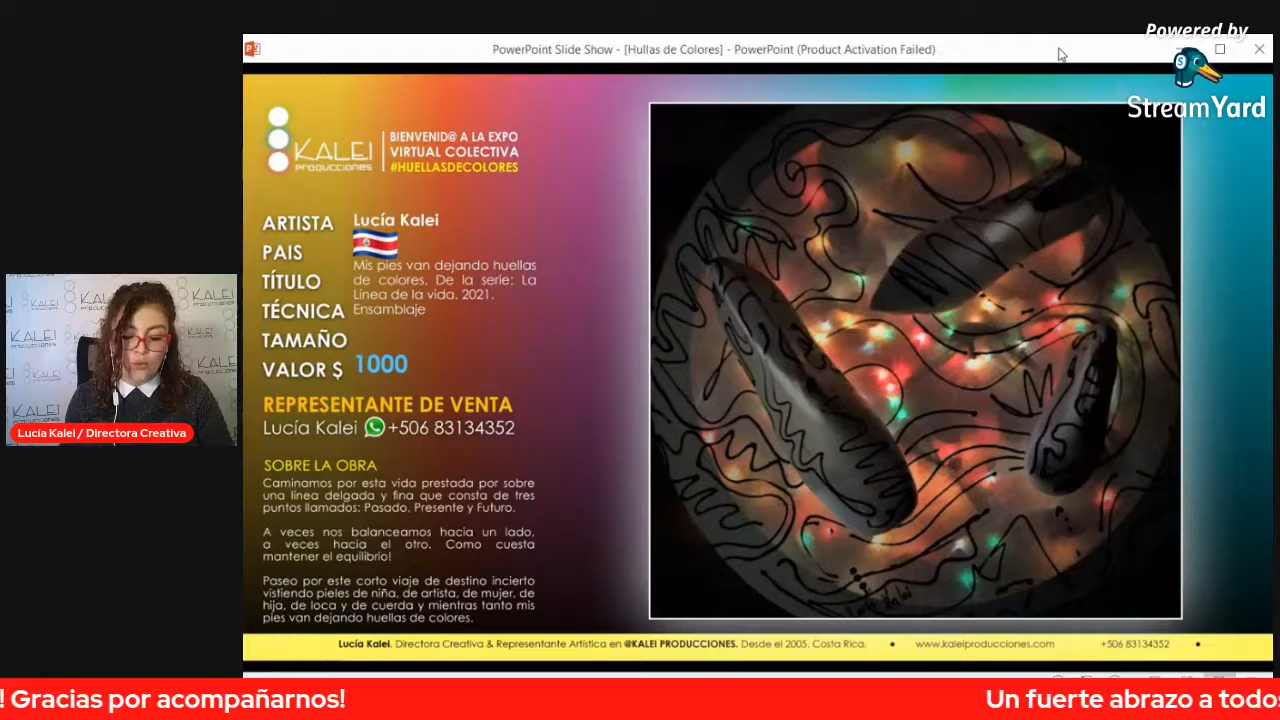 Powered by
StreamYard
PowerPoint Slide Show - [Hullas de Colores] - PowerPoint (Product Activation Failed)
KALEI
PRODUCCIONES
BIENVENID@ A LA EXPO
VIRTUAL COLECTIVA
#HUELLASDECOLORES
ARTISTA Lucía Kalei
PAIS
TÍTULO Mis pies van dejando huellas
de colores. De la serie: La
Línea de la vida. 2021.
TÉCNICA Ensamblaje
TAMAÑO
VALOR $ 1000
REPRESENTANTE DE VENTA
Lucía Kalei +506 83134352
SOBRE LA OBRA
Caminamos por esta vida prestada por sobre
una línea delgada y fina que consta de tres
puntos llamados: Pasado, Presente y Futuro.
A veces nos balanceamos hacia un lado,
a veces hacia el otro. Como cuesta
mantener el equilibrio!
Paseo por este corto viaje de destino incierto
vistiendo pieles de niña, de artista, de mujer, de
hija, de loca y de cuerda y mientras tanto mis
pies van dejando huellas de colores.
Lucía Kalei / Directora Creativa
Lucía Kalei. Directora Creativa & Representante Artística en @KALEI PRODUCCIONES. Desde el 2005. Costa Rica. • www.kaleiproducciones.com +506 83134352 •
! Gracias por acompañarnos! Un fuerte abrazo a todos